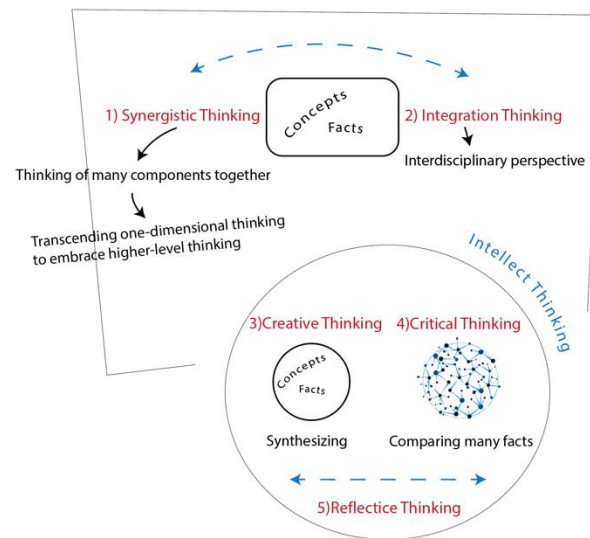 1) Synergistic Thinking
Concepts
Facts
2) Integration Thinking
Thinking of many components together
Interdisciplinary perspective
Transcending one-dimensional thinking
to embrace higher-level thinking
Intellect Thinking
3)Creative Thinking
4)Critical Thinking
Concepts
Facts
Synthesizing
Comparing many facts
5)Reflectice Thinking